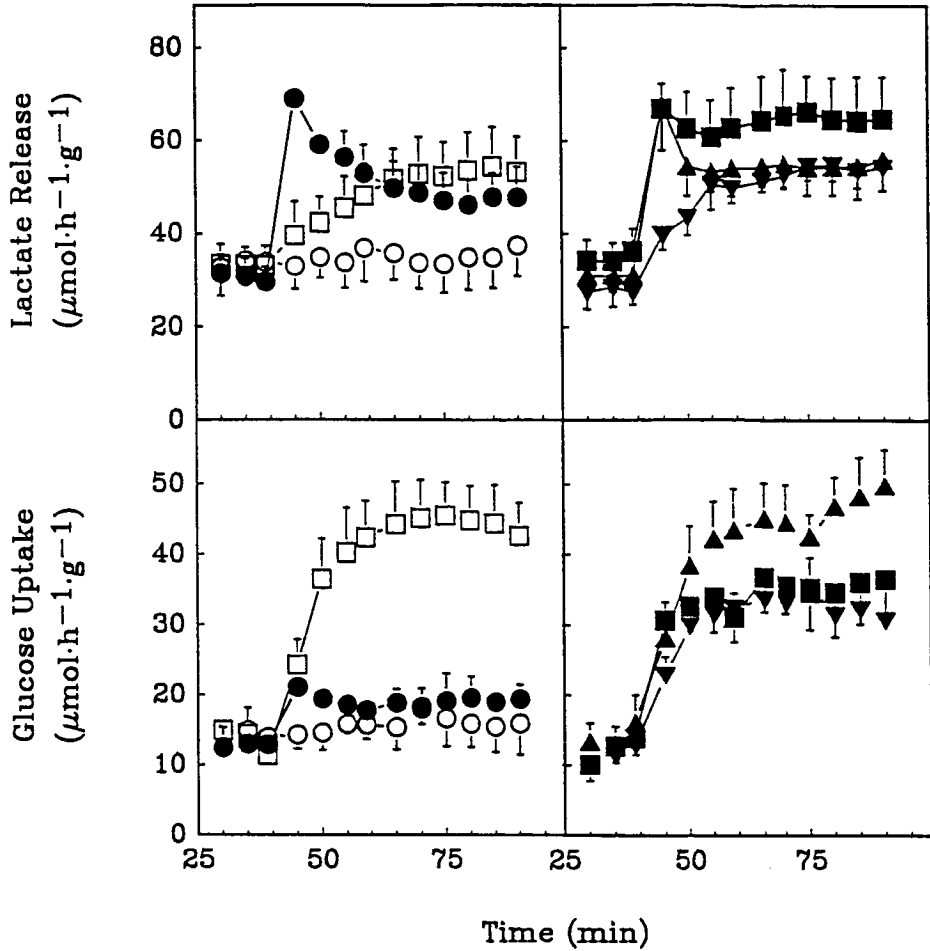 Lactate Release
(μmol·h⁻¹·g⁻¹)
80
60
40
20
0
Glucose Uptake
(μmol·h⁻¹·g⁻¹)
50
40
30
20
10
0
25 50 75 25 50 75
Time (min)